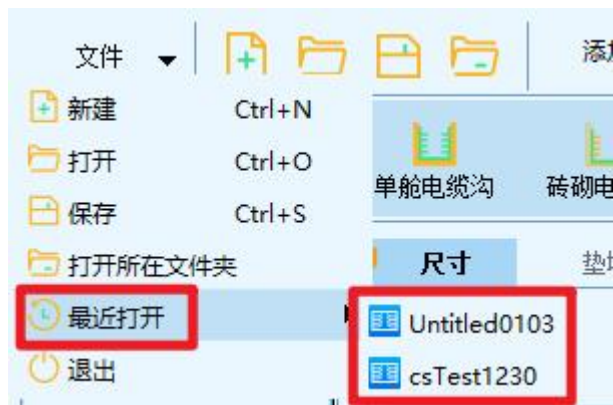 文件
添加
新建 Ctrl+N
打开 Ctrl+O
保存 Ctrl+S
单舱电缆沟 砖砌电
打开所在文件夹
尺寸
最近打开
Untitled0103
csTest1230
退出